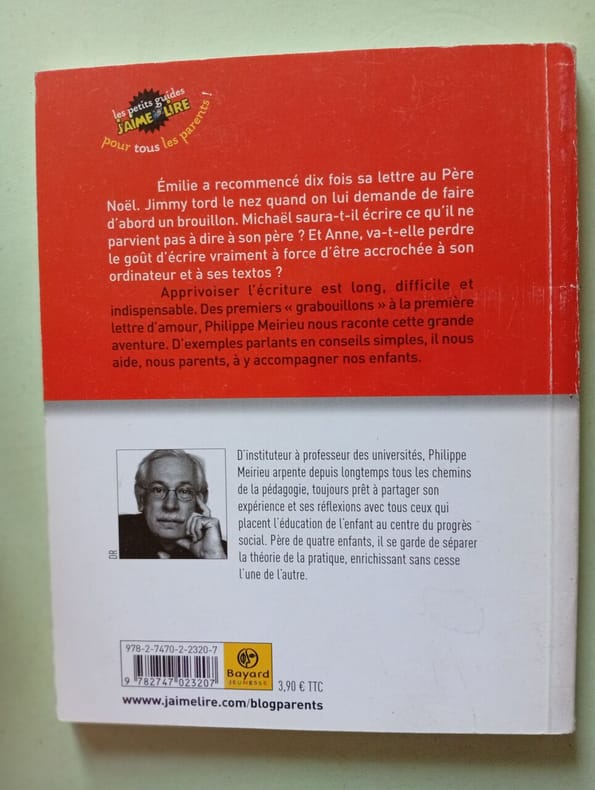 les petits guides
J'AIME LIRE
pour tous les parents !
Émilie a recommencé dix fois sa lettre au Père
Noël. Jimmy tord le nez quand on lui demande de faire
d'abord un brouillon. Michaël saura-t-il écrire ce qu'il ne
parvient pas à dire à son père ? Et Anne, va-t-elle perdre
le goût d'écrire vraiment à force d'être accrochée à son
ordinateur et à ses textos ?
Apprivoiser l'écriture est long, difficile et
indispensable. Des premiers « grabouillons » à la première
lettre d'amour, Philippe Meirieu nous raconte cette grande
aventure. D'exemples parlants en conseils simples, il nous
aide, nous parents, à y accompagner nos enfants.
D'instituteur à professeur des universités, Philippe
Meirieu arpente depuis longtemps tous les chemins
de la pédagogie, toujours prêt à partager son
expérience et ses réflexions avec tous ceux qui
placent l'éducation de l'enfant au centre du progrès
social. Père de quatre enfants, il se garde de séparer
la théorie de la pratique, enrichissant sans cesse
l'une de l'autre.
DR
978-2-7470-2-2320-7
9 782747 023207
Bayard
JEUNESSE
3,90 € TTC
www.jaimelire.com/blogparents